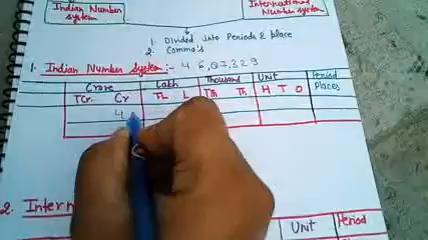 Indian Number International
system Number system
1. Divided into Periods & place
2. Comma's
1. Indian Number System :- 4 6,07,329
Crore Lakh Thousand Unit Period
TCr Cr TL L TTh Th H T O Places
4
2. Intern
Unit Period